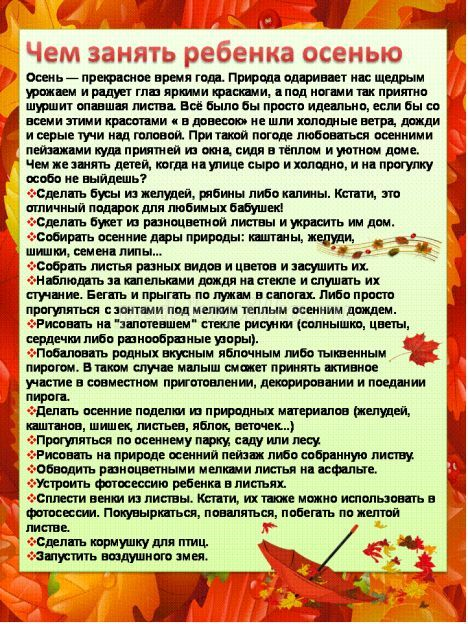 Чем занять ребенка осенью
Осень — прекрасное время года. Природа одаривает нас щедрым
урожаем и радует глаз яркими красками, а под ногами так приятно
шуршит опавшая листва. Всё было бы просто идеально, если бы со
всеми этими красотами « в довесок» не шли холодные ветра, дожди
и серые тучи над головой. При такой погоде любоваться осенними
пейзажами куда приятней из окна, сидя в тёплом и уютном доме.
Чем же занять детей, когда на улице сыро и холодно, и на прогулку
особо не выйдешь?
❖Сделать бусы из желудей, рябины либо калины. Кстати, это
отличный подарок для любимых бабушек!
❖Сделать букет из разноцветной листвы и украсить им дом.
❖Собирать осенние дары природы: каштаны, желуди,
шишки, семена липы...
❖Собрать листья разных видов и цветов и засушить их.
❖Наблюдать за капельками дождя на стекле и слушать их
стучание. Бегать и прыгать по лужам в сапогах. Либо просто
прогуляться с зонтами под мелким теплым осенним дождем.
❖Рисовать на "запотевшем" стекле рисунки (солнышко, цветы,
сердечки либо разнообразные узоры).
❖Побаловать родных вкусным яблочным либо тыквенным
пирогом. В таком случае малыш сможет принять активное
участие в совместном приготовлении, декорировании и поедании
пирога.
❖Делать осенние поделки из природных материалов (желудей,
каштанов, шишек, листьев, яблок, веточек...)
❖Прогуляться по осеннему парку, саду или лесу.
❖Рисовать на природе осенний пейзаж либо собранную листву.
❖Обводить разноцветными мелками листья на асфальте.
❖Устроить фотосессию ребенка в листьях.
❖Сплести венки из листвы. Кстати, их также можно использовать в
фотосессии. Покувыркаться, поваляться, побегать по желтой
листве.
❖Сделать кормушку для птиц.
❖Запустить воздушного змея.